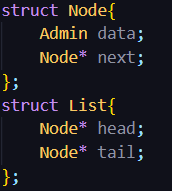 struct Node{
    Admin data;
    Node* next;
};
struct List{
    Node* head;
    Node* tail;
};